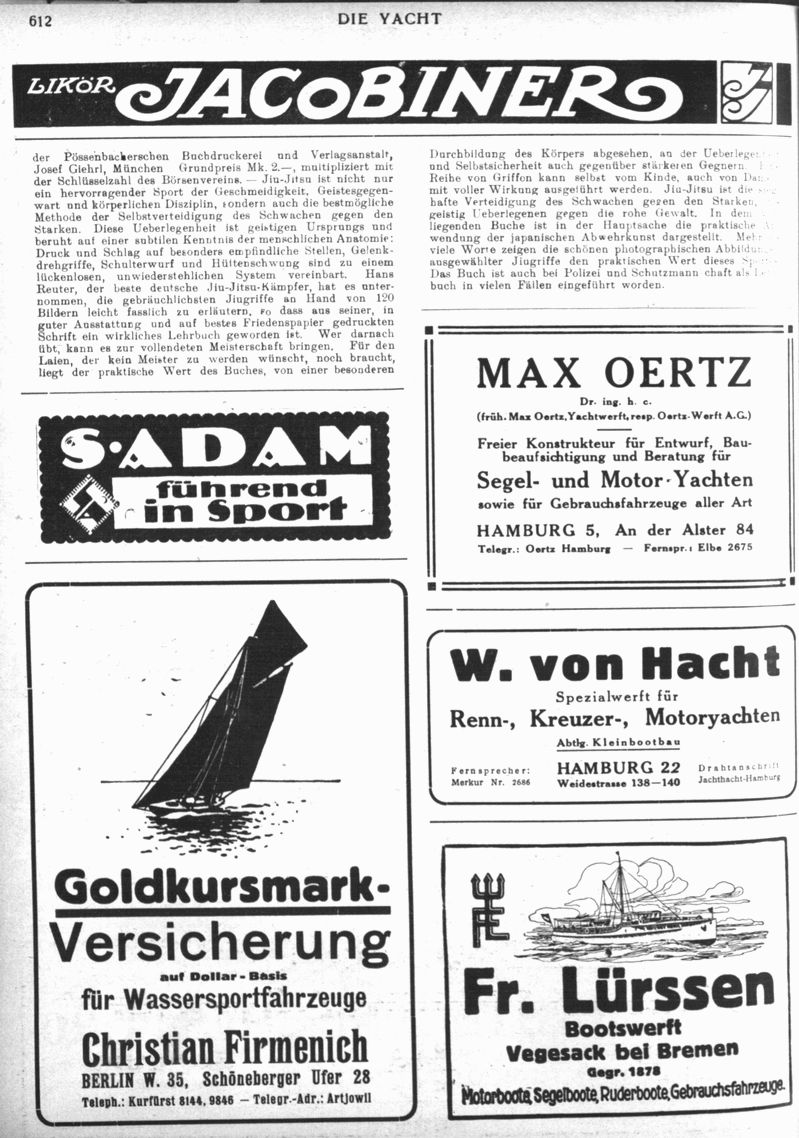 612
DIE YACHT
LIKÖR JACOBINER
der Pössenbacherschen Buchdruckerei und Verlagsanstalt,
Josef Giehrl, München Grundpreis Mk. 2.—, multipliziert mit
der Schlüsselzahl des Börsenvereins. — Jiu-Jitsu ist nicht nur
ein hervorragender Sport der Geschmeidigkeit, Geistesgegen-
wart und körperlichen Disziplin, sondern auch die bestmögliche
Methode der Selbstverteidigung des Schwachen gegen den
Starken. Diese Ueberlegenheit ist geistigen Ursprungs und
beruht auf einer subtilen Kenntnis der menschlichen Anatomie:
Druck und Schlag auf besonders empfindliche Stellen, Gelenk-
drehgriffe, Schulterwurf und Hüftenschwung sind zu einem
lückenlosen, unwiederstehlichen System vereinbart. Hans
Reuter, der beste deutsche Jiu-Jitsu-Kämpfer, hat es unter-
nommen, die gebräuchlichsten Jiugriffe an Hand von 120
Bildern leicht fasslich zu erläutern, so dass aus seiner, in
guter Ausstattung und auf bestes Friedenspapier gedruckten
Schrift ein wirkliches Lehrbuch geworden ist. Wer darnach
übt, kann es zur vollendeten Meisterschaft bringen. Für den
Laien, der kein Meister zu werden wünscht, noch braucht,
liegt der praktische Wert des Buches, von einer besonderen
Durchbildung des Körpers abgesehen, an der
und Selbstsicherheit auch gegenüber stärkeren Gegnern.
Reihe von Griffen kann selbst vom Kinde, auch von
mit voller Wirkung ausgeführt werden. Jiu-Jitsu ist die
hafte Verteidigung des Schwachen gegen den Starken,
geistig Ueberlegenen gegen die rohe Gewalt. In dem
liegenden Buche ist in der Hauptsache die praktische
wendung der japanischen Abwehrkunst dargestellt. Mehr
viele Worte zeigen die schönen photographischen
ausgewählter Jiugriffe den praktischen Wert dieses
Das Buch ist auch bei Polizei und Schutzmann chaft als
buch in vielen Fällen eingeführt worden.
S. ADAM
führend
in Sport
MAX OERTZ
Dr. ing. h. c.
(früh. Max Oertz, Yachtwerft, resp. Oertz-Werft A.G.)
Freier Konstrukteur für Entwurf, Bau-
beaufsichtigung und Beratung für
Segel- und Motor-Yachten
sowie für Gebrauchsfahrzeuge aller Art
HAMBURG 5, An der Alster 84
Telegr.: Oertz Hamburg — Fernspr.: Elbe 2675
Goldkursmark-
Versicherung
auf Dollar-Basis
für Wassersportfahrzeuge
Christian Firmenich
BERLIN W. 35, Schöneberger Ufer 28
Teleph.: Kurfürst 8144, 9846 — Telegr.-Adr.: Artjowil
W. von Hacht
Spezialwerft für
Renn-, Kreuzer-, Motoryachten
Abtlg. Kleinbootbau
Fernsprecher:
Merkur Nr. 2686
HAMBURG 22
Weidestrasse 138—140
Drahtanschrift
Jachthacht-Hamburg
Fr. Lürssen
Bootswerft
Vegesack bei Bremen
Gegr. 1878
Motorboote, Segelboote, Ruderboote, Gebrauchsfahrzeuge.